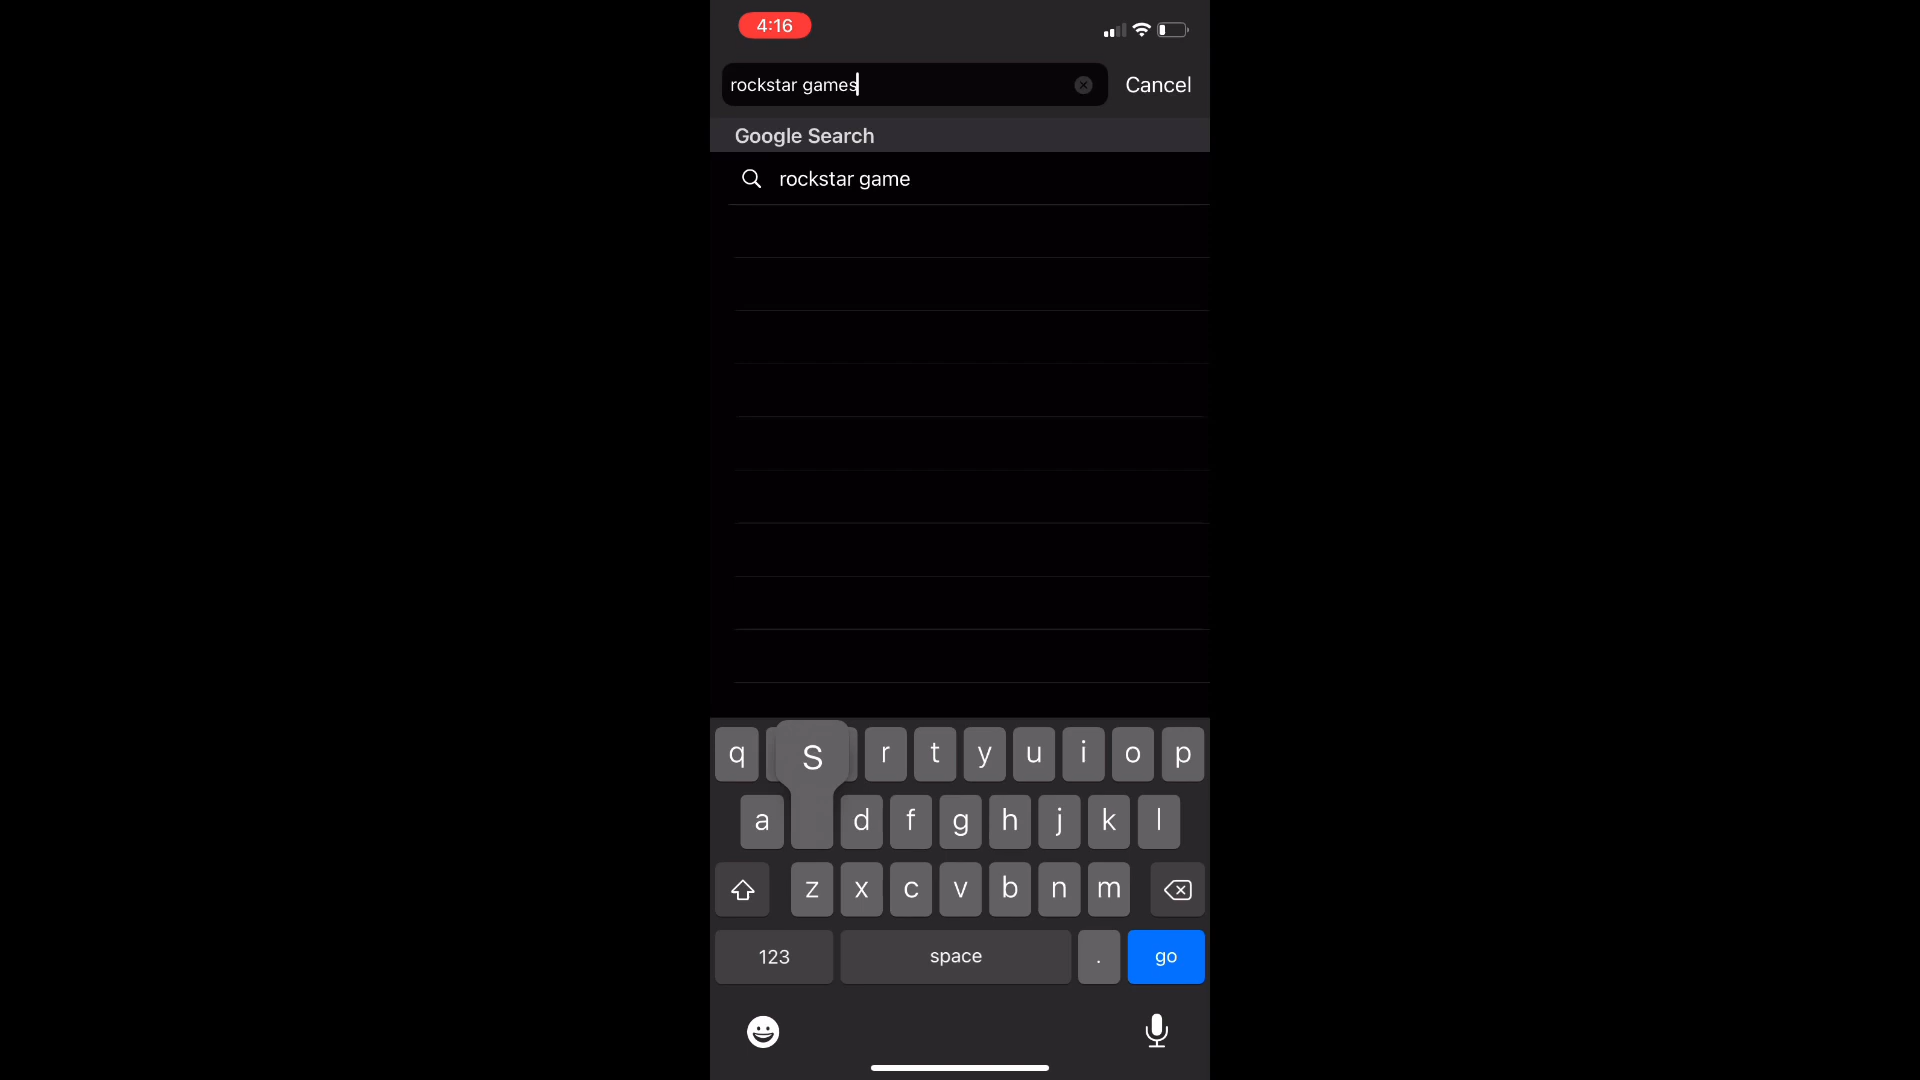 4:16
rockstar games
Cancel
Google Search
rockstar game
q s r t y u i o p
a d f g h j k l
z x c v b n m
123 space . go